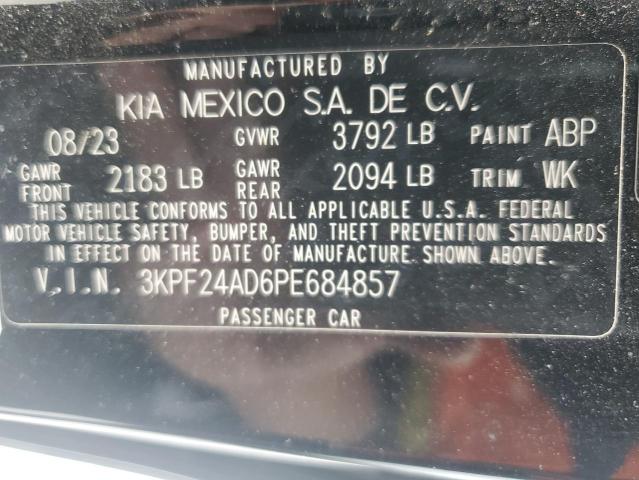 MANUFACTURED BY
KIA MEXICO S.A. DE C.V.
08/23 GVWR 3792 LB PAINT ABP
GAWR FRONT 2183 LB GAWR REAR 2094 LB TRIM WK
THIS VEHICLE CONFORMS TO ALL APPLICABLE U.S.A. FEDERAL
MOTOR VEHICLE SAFETY, BUMPER, AND THEFT PREVENTION STANDARDS
IN EFFECT ON THE DATE OF MANUFACTURE SHOWN ABOVE.
V.I.N. 3KPF24AD6PE684857
PASSENGER CAR